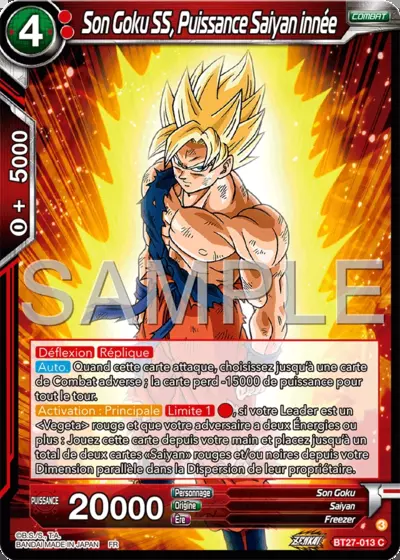 4
Son Goku SS, Puissance Saiyan innée
COMBAT 1
0 + 5000
SAMPLE
Déflexion Réplique
Auto Quand cette carte attaque, choisissez jusqu'à une carte
de Combat adverse ; la carte perd -15000 de puissance pour
tout le tour.
Activation : Principale Limite 1 , si votre Leader est un
<Vegeta> rouge et que votre adversaire a deux Énergies ou
plus : Jouez cette carte depuis votre main et placez jusqu'à un
total de deux cartes «Saiyan» rouges et/ou noires depuis votre
Dimension parallèle dans la Dispersion de leur propriétaire.
PUISSANCE
20000
Personnage Son Goku
Origine Saiyan
Ère Freezer
3
©B.S./S., T.A.
BANDAI MADE IN JAPAN FR
BT27-013 C